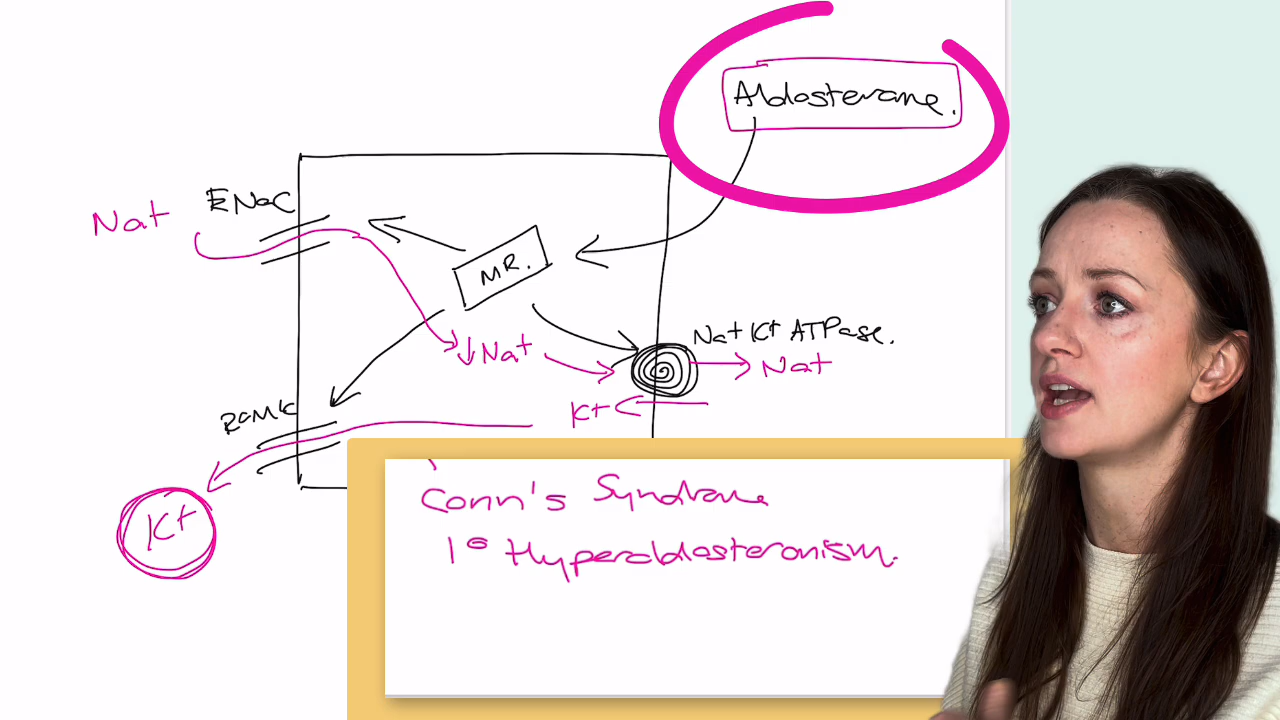 Aldosterone.
ENaC
Na+
MR.
Na+ K+ ATPase.
↓ Na+
Na+
K+
ROMK
K+
Conn's Syndrome
1° Hyperaldosteronism.